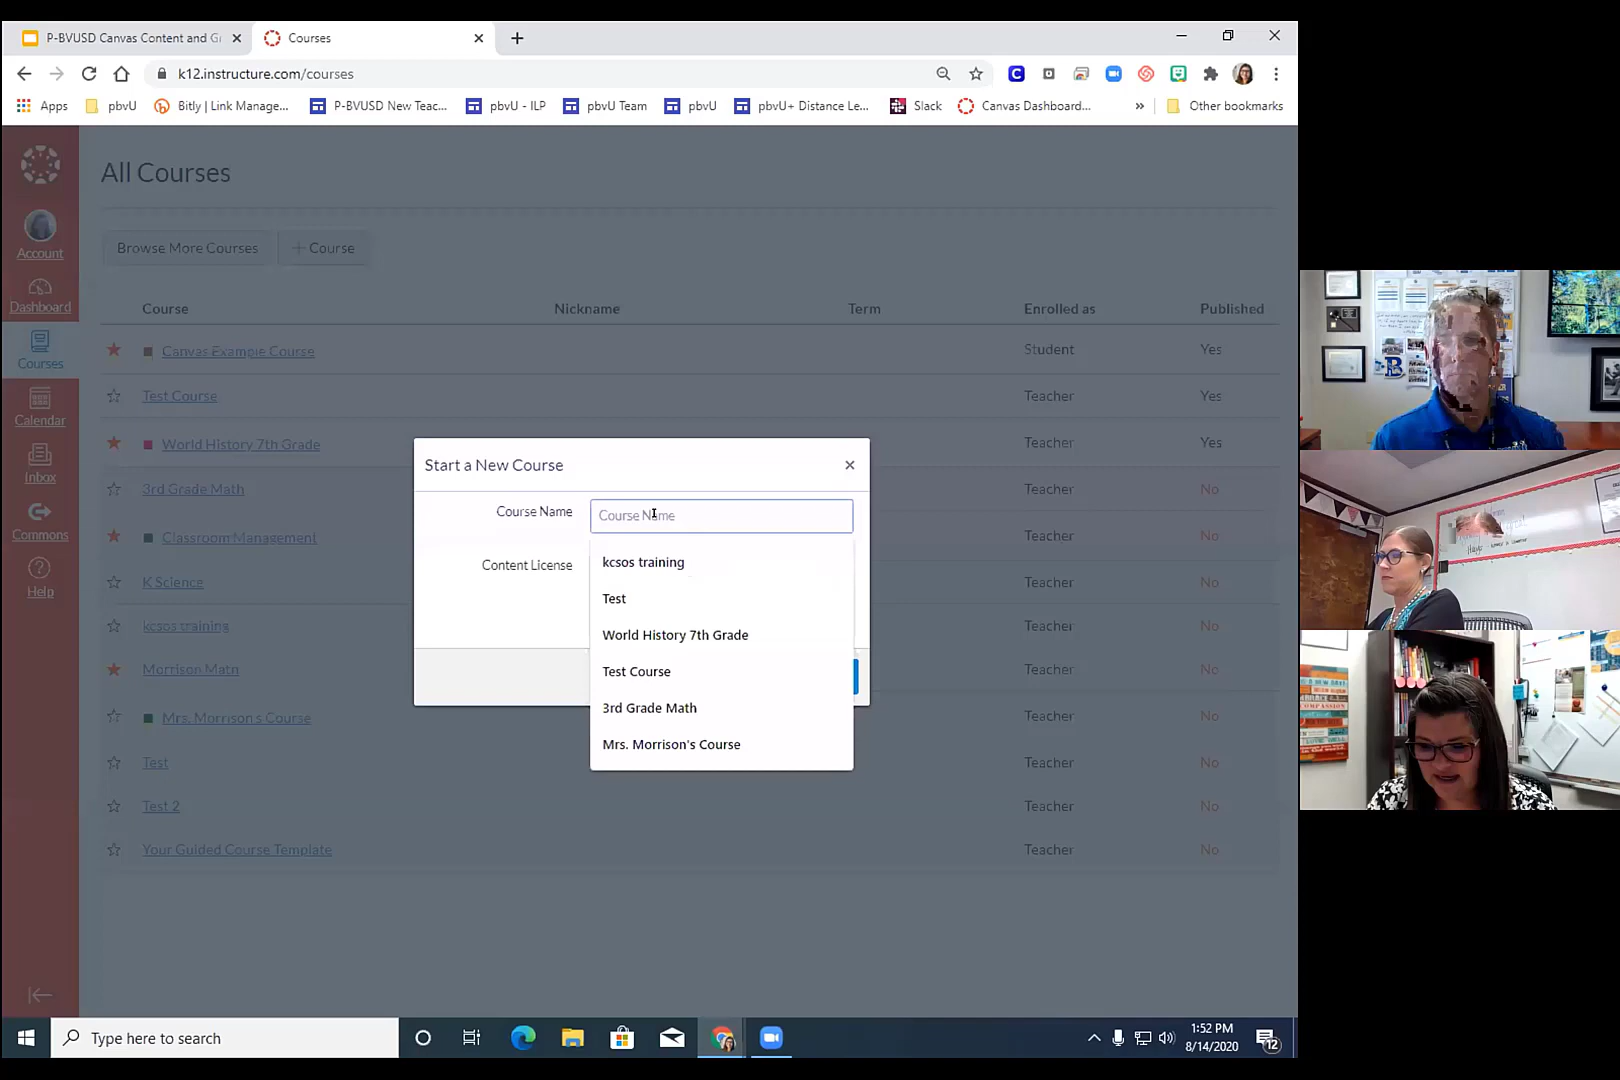 P-BVUSD Canvas Content and G
Courses
k12.instructure.com/courses
Apps
pbvU
Bitly | Link Manage...
P-BVUSD New Teac...
pbvU - ILP
pbvU Team
pbvU
pbvU+ Distance Le...
Slack
Canvas Dashboard...
»
Other bookmarks
Account
Dashboard
Courses
Calendar
Inbox
Commons
Help
All Courses
Browse More Courses
+ Course
Course Nickname Term Enrolled as Published
Canvas Example Course Student Yes
Test Course Teacher Yes
World History 7th Grade Teacher Yes
3rd Grade Math Teacher No
Classroom Management Teacher No
K Science Teacher No
kcsos training Teacher No
Morrison Math Teacher No
Mrs. Morrison's Course Teacher No
Test Teacher No
Test 2 Teacher No
Your Guided Course Template Teacher No
Start a New Course
Course Name
Course Name
Content License
kcsos training
Test
World History 7th Grade
Test Course
3rd Grade Math
Mrs. Morrison's Course
Type here to search
1:52 PM
8/14/2020
12